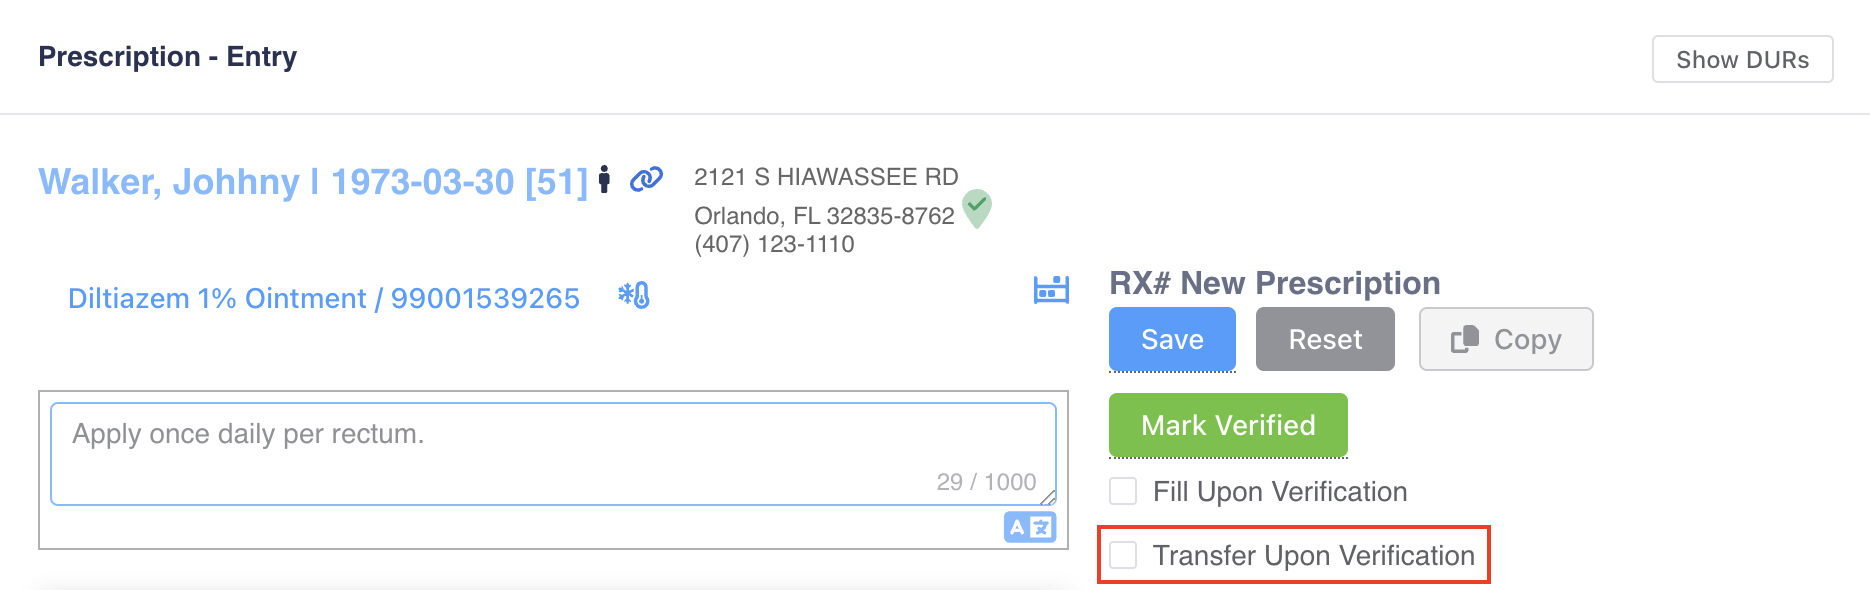 Prescription - Entry
Show DURs
Walker, Johhny | 1973-03-30 [51]
2121 S HIAWASSEE RD
Orlando, FL 32835-8762
(407) 123-1110
Diltiazem 1% Ointment / 99001539265
RX# New Prescription
Save
Reset
Copy
Apply once daily per rectum.
29 / 1000
A
Mark Verified
Fill Upon Verification
Transfer Upon Verification